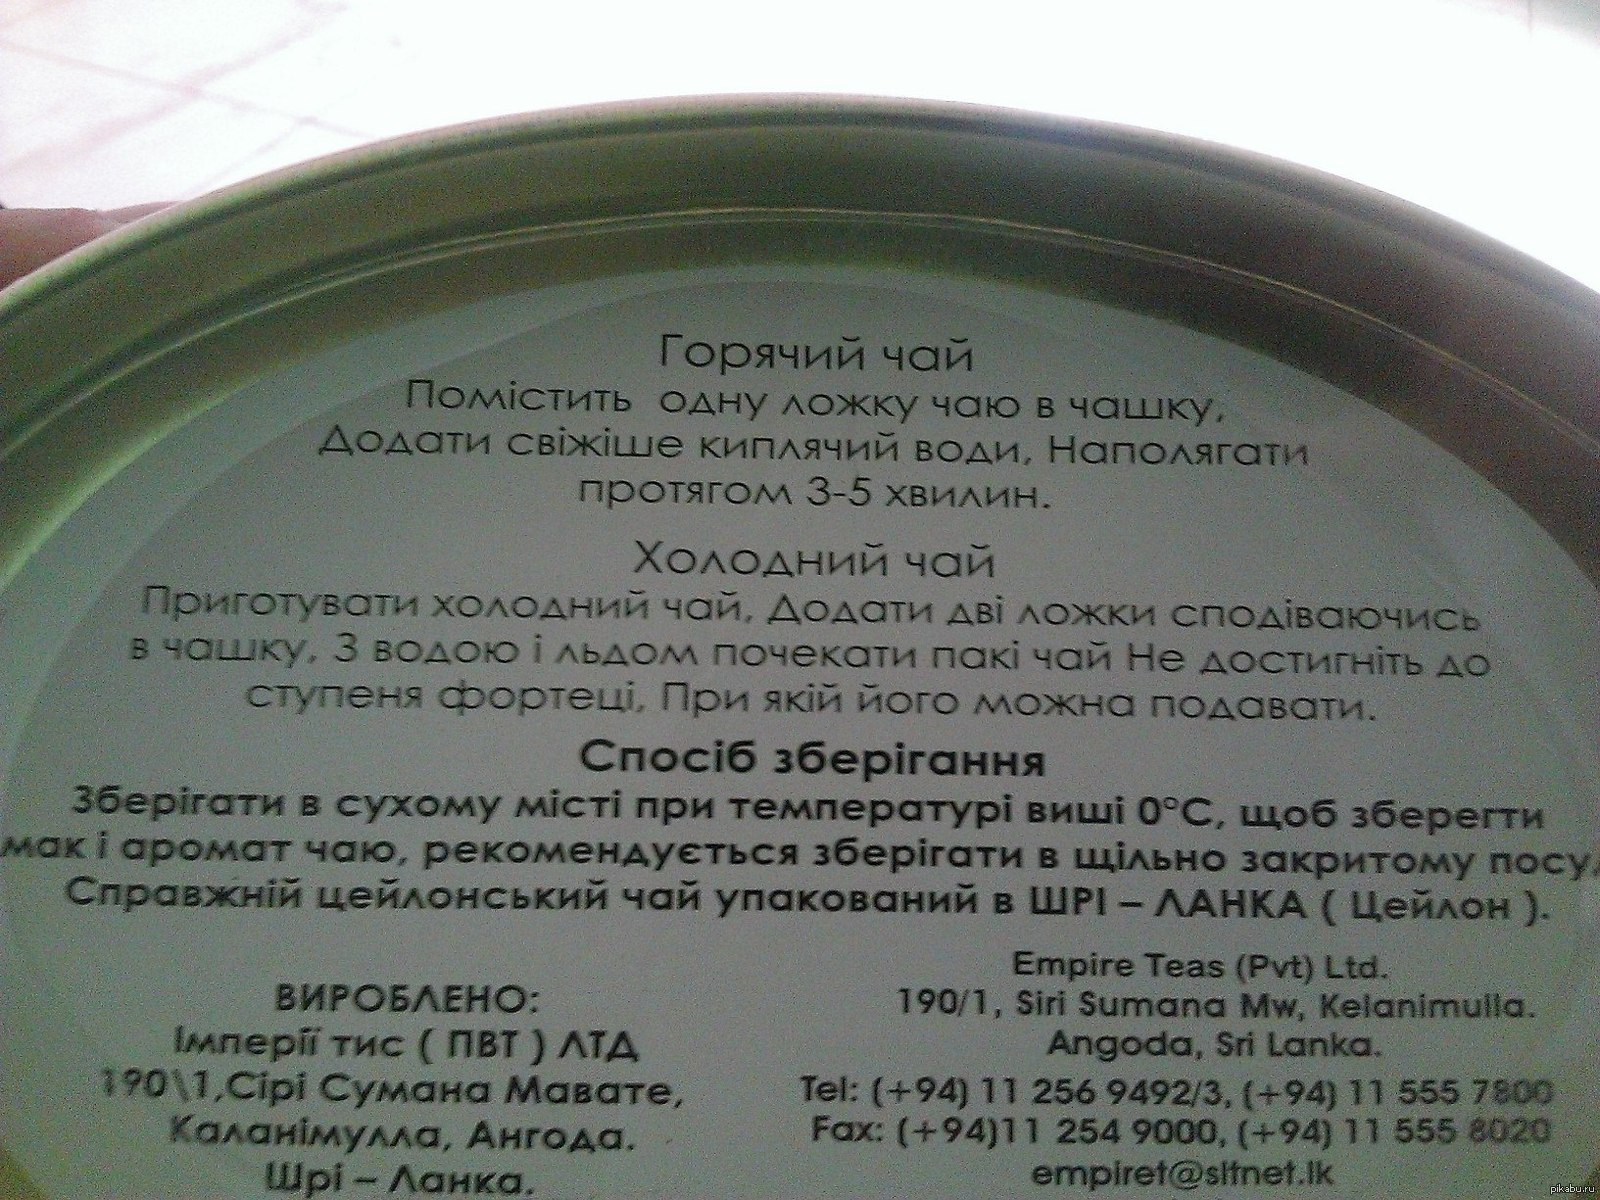 Горячий чай
Помістить одну ложку чаю в чашку,
Додати свіжіше киплячий води, Наполягати
протягом 3-5 хвилин.
Холодний чай
Приготувати холодний чай, Додати дві ложки сподіваючись
в чашку, З водою і льдом почекати пакі чай Не достигніть до
ступеня фортеці, При якій його можна подавати.
Спосіб зберігання
Зберігати в сухому місті при температурі виші 0°С, щоб зберегти
мак і аромат чаю, рекомендується зберігати в щільно закритому посу
Справжній цейлонський чай упакований в ШРІ – ЛАНКА ( Цейлон ).
ВИРОБЛЕНО:
Імперії тис ( ПВТ ) ЛТД
190\1,Сірі Сумана Мавате,
Каланімулла, Ангода.
Шрі – Ланка.
Empire Teas (Pvt) Ltd.
190/1, Siri Sumana Mw, Kelanimulla.
Angoda, Sri Lanka.
Tel: (+94) 11 256 9492/3, (+94) 11 555 7800
Fax: (+94)11 254 9000, (+94) 11 555 8020
empiret@sltnet.lk
pikabu.ru